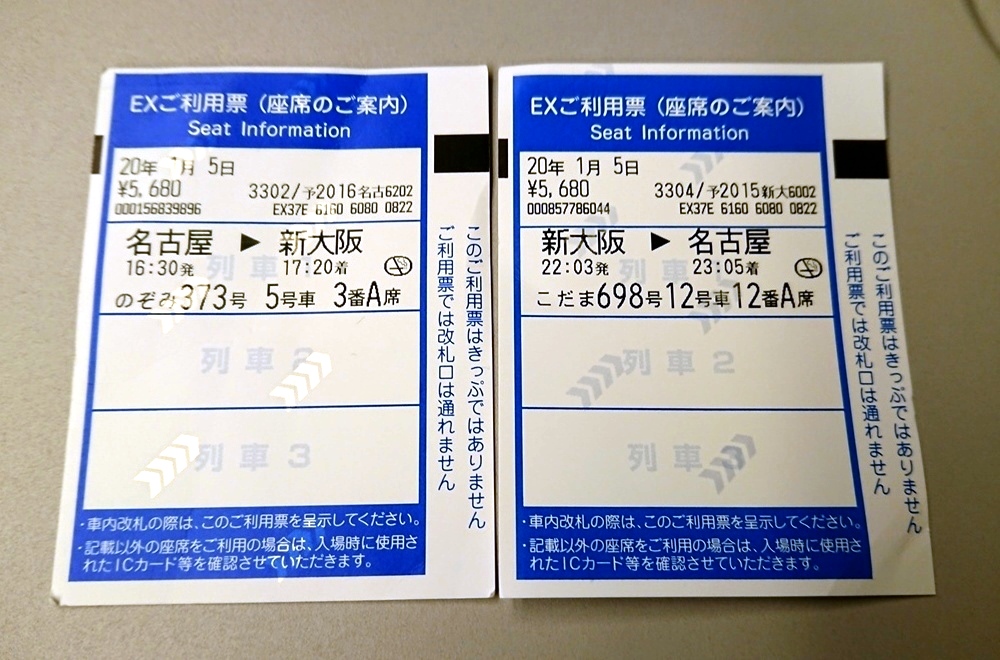 EXご利用票（座席のご案内）
Seat Information
20年 1月 5日
¥5,680
3302/予2016名古6202
000156839896
EX37E 6160 6080 0822
名古屋 ▶ 新大阪
16:30発 17:20着
列車1
のぞみ373号 5号車 3番A席
列車2
列車3
・車内改札の際は、このご利用票を呈示してください。
・記載以外の座席をご利用の場合は、入場時に使用さ
れたICカード等を確認させていただきます。
このご利用票はきっぷではありません
ご利用票では改札口は通れません
EXご利用票（座席のご案内）
Seat Information
20年 1月 5日
¥5,680
3304/予2015新大6002
000857786044
EX37E 6160 6080 0822
新大阪 ▶ 名古屋
22:03発 23:05着
列車1
こだま698号 12号車 12番A席
列車2
列車3
・車内改札の際は、このご利用票を呈示してください。
・記載以外の座席をご利用の場合は、入場時に使用さ
れたICカード等を確認させていただきます。
このご利用票はきっぷではありません
ご利用票では改札口は通れません